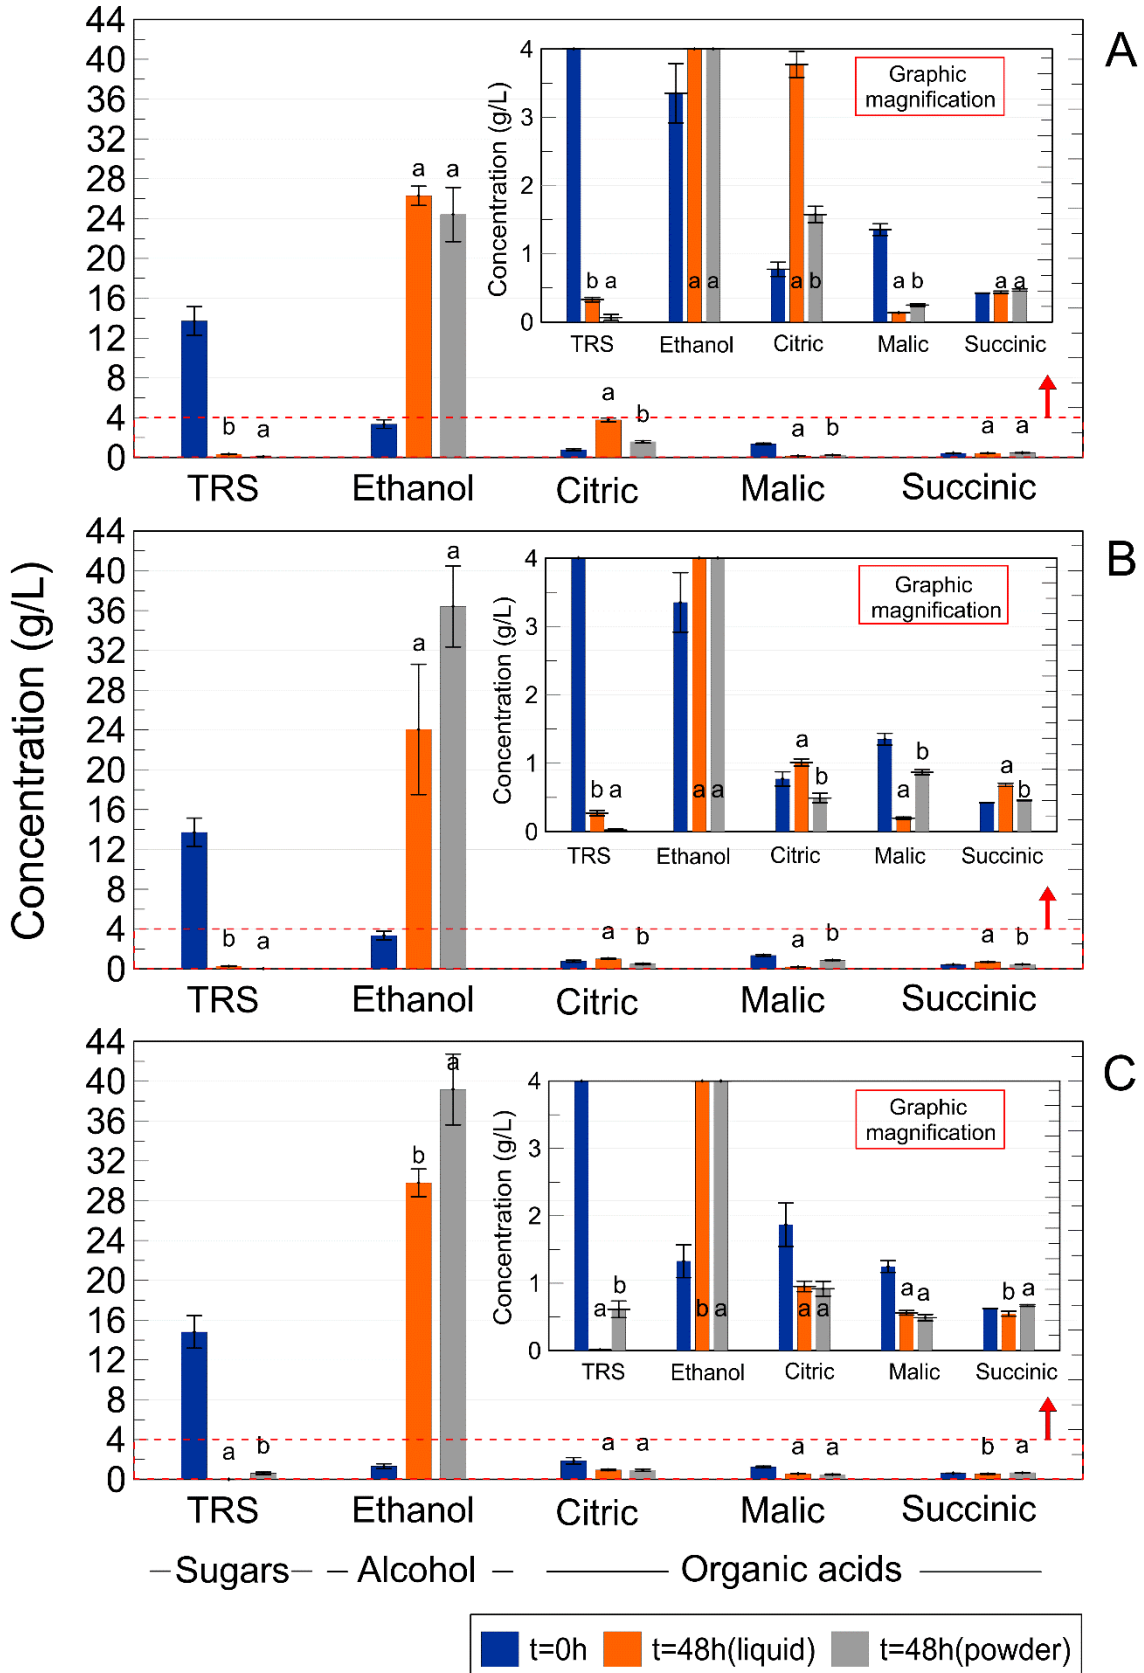 A
44
40
36
32
28
24
20
16
12
8
4
0
a a
b a
a b
a b
a a
TRS Ethanol Citric Malic Succinic
Concentration (g/L)
4
3
2
1
0
Graphic
magnification
b a a a a b a b a a
TRS Ethanol Citric Malic Succinic
B
Concentration (g/L)
44
40
36
32
28
24
20
16
12
8
4
0
a
a
b a
a b
a b
a b
TRS Ethanol Citric Malic Succinic
Concentration (g/L)
4
3
2
1
0
Graphic
magnification
b a a a a b a b a b
TRS Ethanol Citric Malic Succinic
C
44
40
36
32
28
24
20
16
12
8
4
0
a
b
a b
a a
a a
b a
TRS Ethanol Citric Malic Succinic
Concentration (g/L)
4
3
2
1
0
Graphic
magnification
a b b a a a a a b a
TRS Ethanol Citric Malic Succinic
Sugars Alcohol Organic acids
t=0h t=48h(liquid) t=48h(powder)